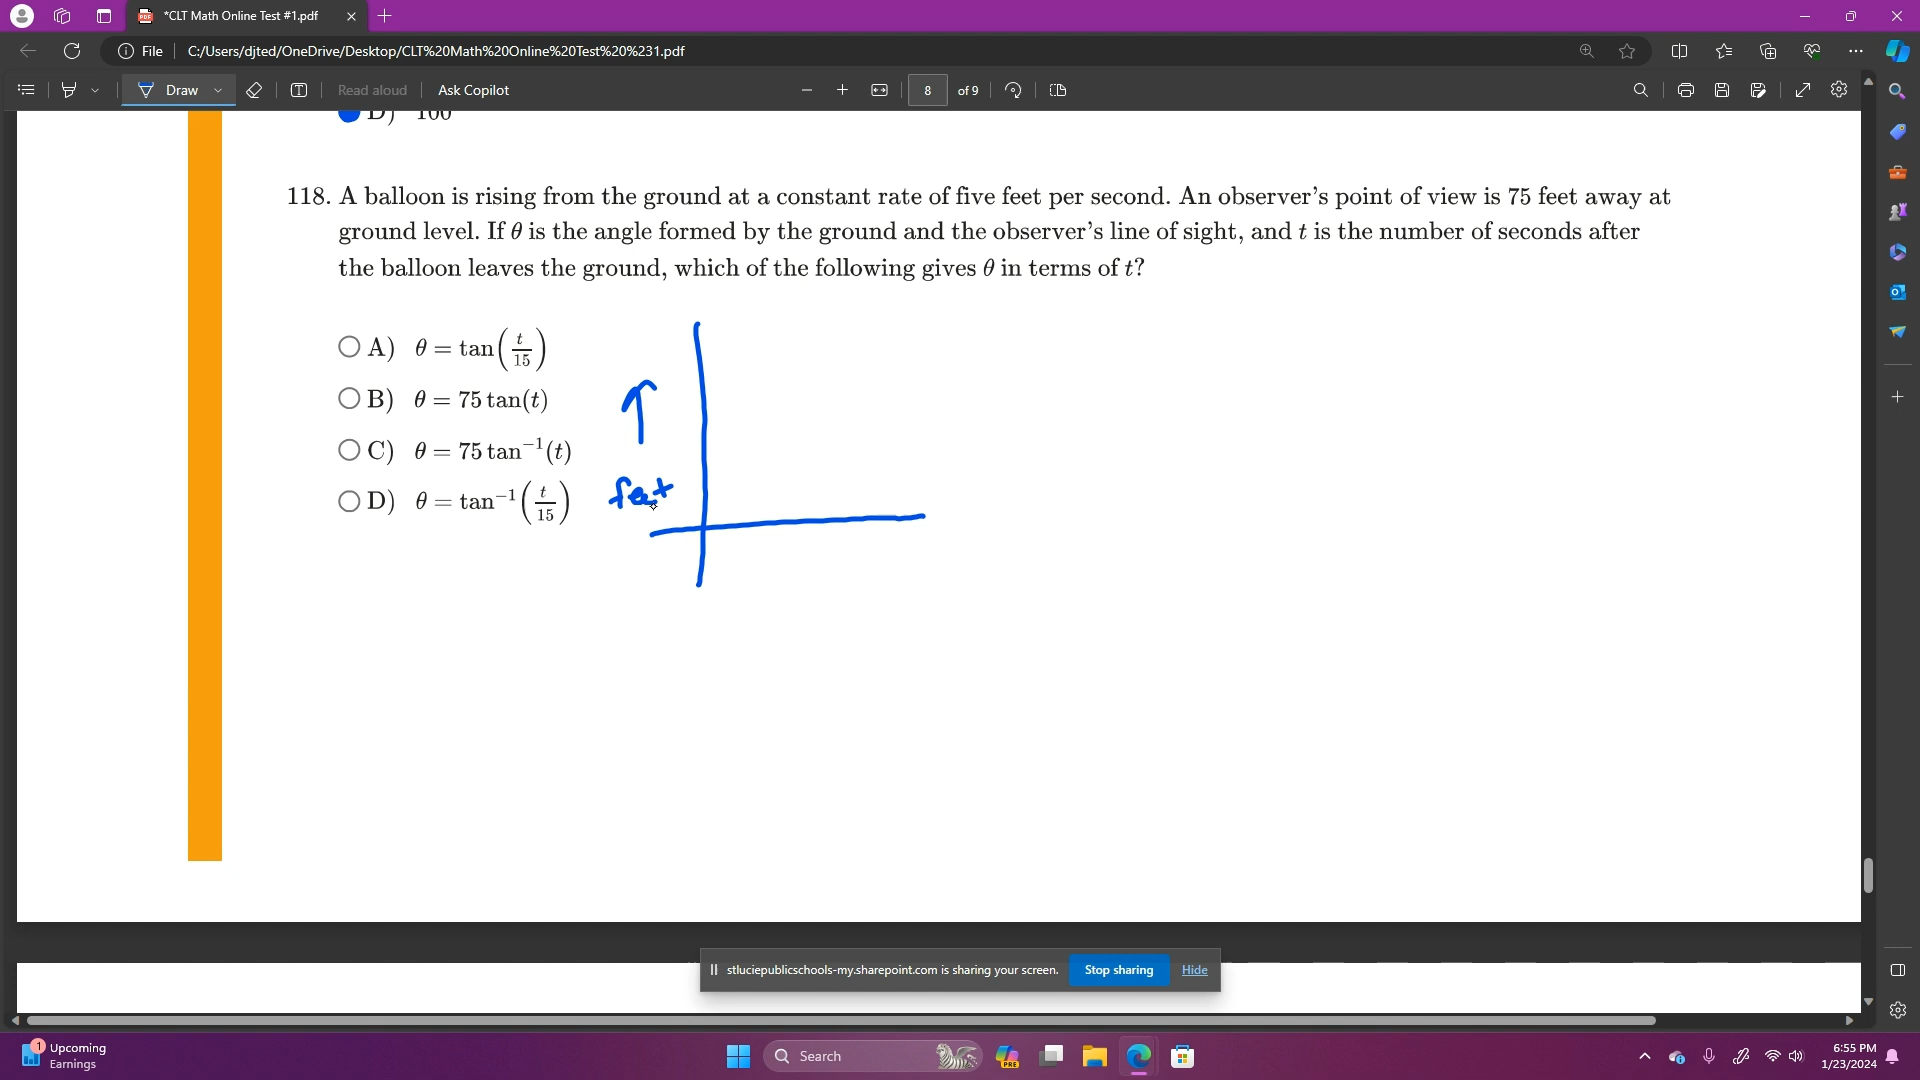 *CLT Math Online Test #1.pdf
File
C:/Users/djted/OneDrive/Desktop/CLT%20Math%20Online%20Test%20%231.pdf
Draw
Read aloud
Ask Copilot
8 of 9
D) 100
118. A balloon is rising from the ground at a constant rate of five feet per second. An observer's point of view is 75 feet away at
ground level. If θ is the angle formed by the ground and the observer's line of sight, and t is the number of seconds after
the balloon leaves the ground, which of the following gives θ in terms of t?
A) θ = tan(t/15)
B) θ = 75 tan(t)
C) θ = 75 tan⁻¹(t)
D) θ = tan⁻¹(t/15)
feet
stluciepublicschools-my.sharepoint.com is sharing your screen.
Stop sharing
Hide
1
Upcoming
Earnings
Search
PRE
6:55 PM
1/23/2024